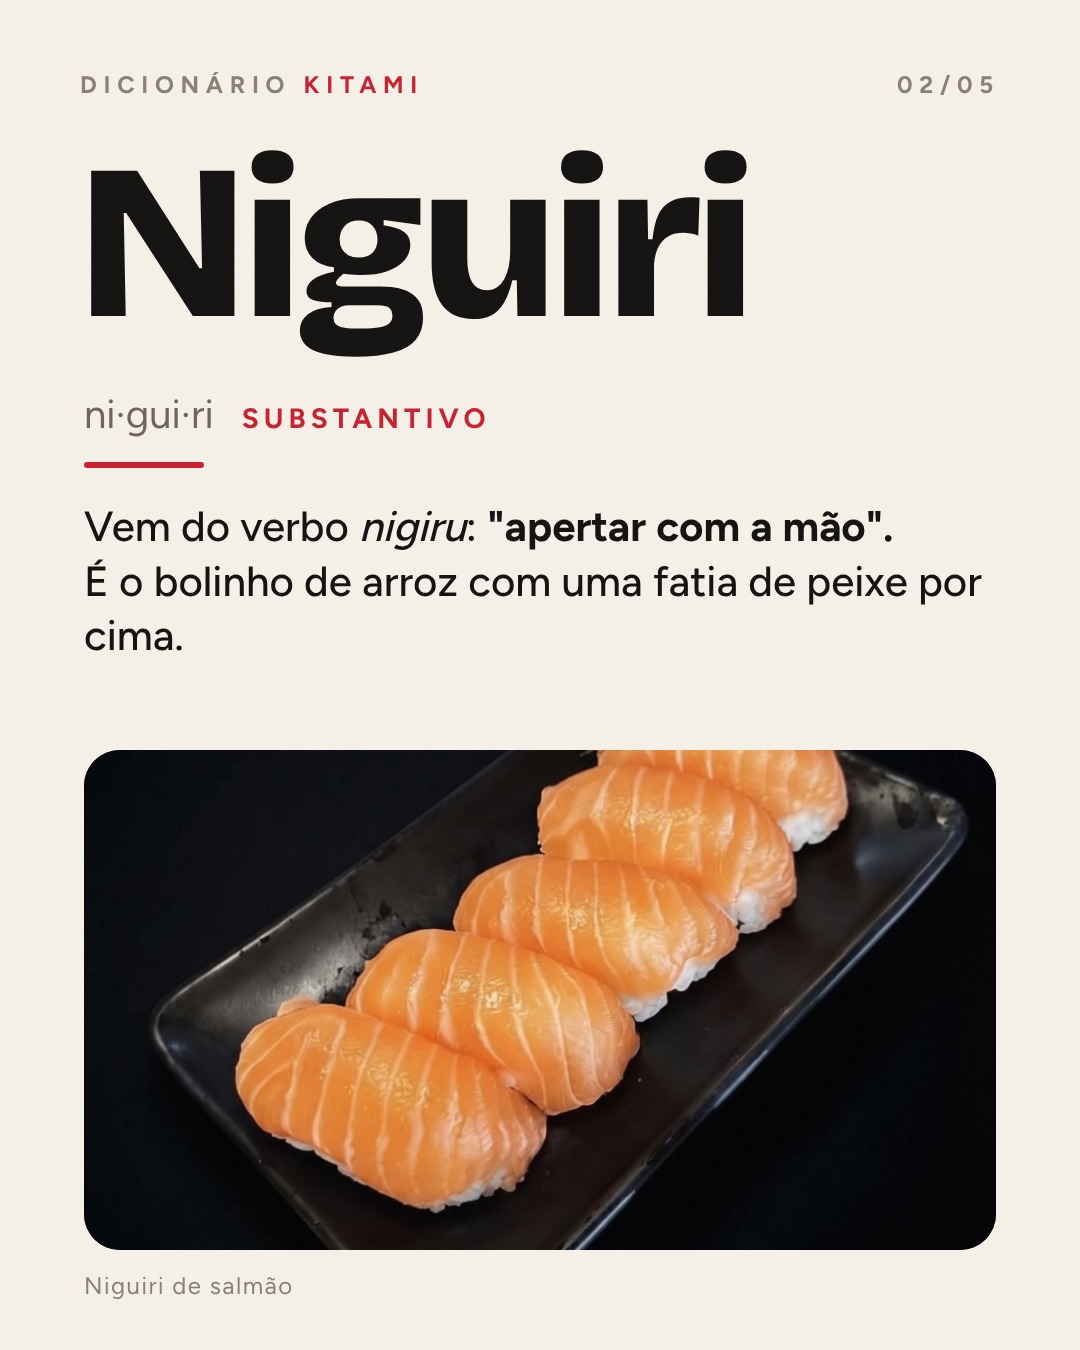 DICIONÁRIO KITAMI 02/05
Niguiri
ni·gui·ri SUBSTANTIVO
Vem do verbo nigiru: "apertar com a mão".
É o bolinho de arroz com uma fatia de peixe por
cima.
Niguiri de salmão